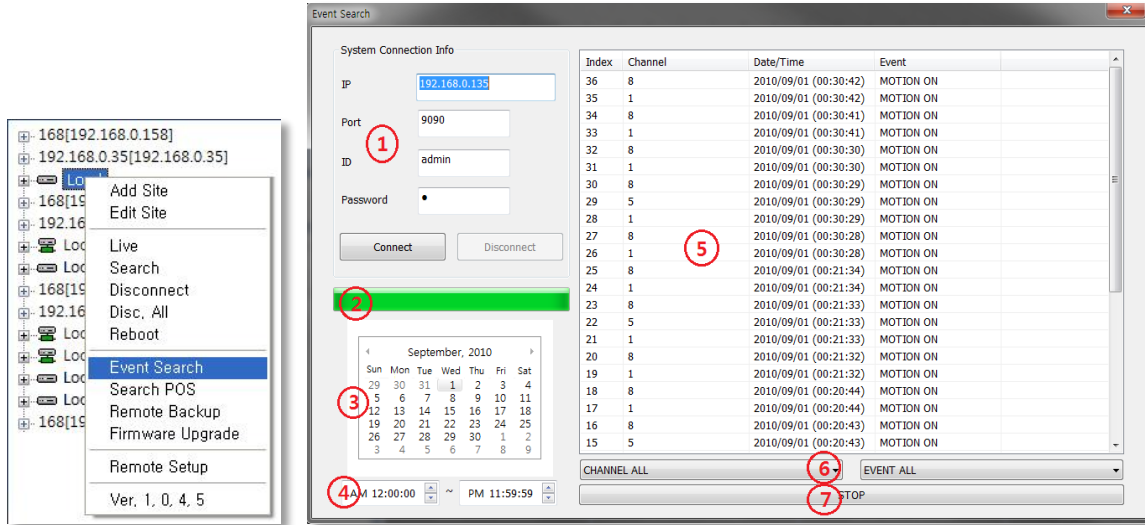 168[192.168.0.158]
192.168.0.35[192.168.0.35]
168[19
192.16
Loc
Loc
168[19
192.16
Loc
Loc
Loc
Loc
168[19
Add Site
Edit Site
Live
Search
Disconnect
Disc, All
Reboot
Event Search
Search POS
Remote Backup
Firmware Upgrade
Remote Setup
Ver, 1, 0, 4, 5
Event Search
System Connection Info
IP 192.168.0.135
Port 9090
1
ID admin
Password ●
Connect Disconnect
2
September, 2010
Sun Mon Tue Wed Thu Fri Sat
29 30 31 1 2 3 4
5 6 7 8 9 10 11
12 13 14 15 16 17 18
19 20 21 22 23 24 25
26 27 28 29 30 1 2
3 4 5 6 7 8 9
3
4
AM 12:00:00 ~ PM 11:59:59
Index Channel Date/Time Event
36 8 2010/09/01 (00:30:42) MOTION ON
35 1 2010/09/01 (00:30:42) MOTION ON
34 8 2010/09/01 (00:30:41) MOTION ON
33 1 2010/09/01 (00:30:41) MOTION ON
32 8 2010/09/01 (00:30:30) MOTION ON
31 1 2010/09/01 (00:30:30) MOTION ON
30 8 2010/09/01 (00:30:29) MOTION ON
29 5 2010/09/01 (00:30:29) MOTION ON
28 1 2010/09/01 (00:30:29) MOTION ON
27 8 2010/09/01 (00:30:28) MOTION ON
26 1 2010/09/01 (00:30:28) MOTION ON
25 8 2010/09/01 (00:21:34) MOTION ON
24 1 2010/09/01 (00:21:34) MOTION ON
23 8 2010/09/01 (00:21:33) MOTION ON
22 5 2010/09/01 (00:21:33) MOTION ON
21 1 2010/09/01 (00:21:33) MOTION ON
20 8 2010/09/01 (00:21:32) MOTION ON
19 1 2010/09/01 (00:21:32) MOTION ON
18 8 2010/09/01 (00:20:44) MOTION ON
17 1 2010/09/01 (00:20:44) MOTION ON
16 8 2010/09/01 (00:20:43) MOTION ON
15 5 2010/09/01 (00:20:43) MOTION ON
5
CHANNEL ALL 6 EVENT ALL
7 STOP